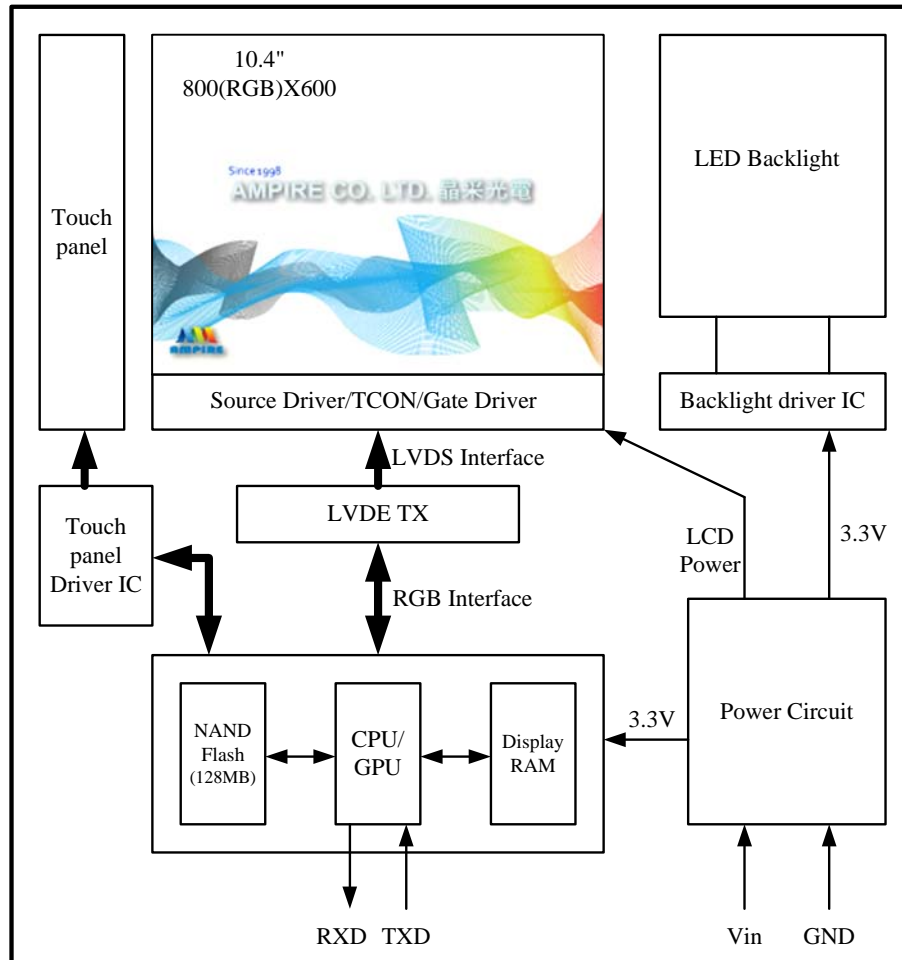 10.4"
800(RGB)X600
Since1998
AMPIRE CO. LTD. 晶采光電
AMPIRE
Touch
panel
LED Backlight
Source Driver/TCON/Gate Driver
Backlight driver IC
LVDS Interface
Touch
panel
Driver IC
LVDE TX
LCD
Power
3.3V
RGB Interface
NAND
Flash
(128MB)
CPU/
GPU
Display
RAM
3.3V
Power Circuit
RXD
TXD
Vin
GND